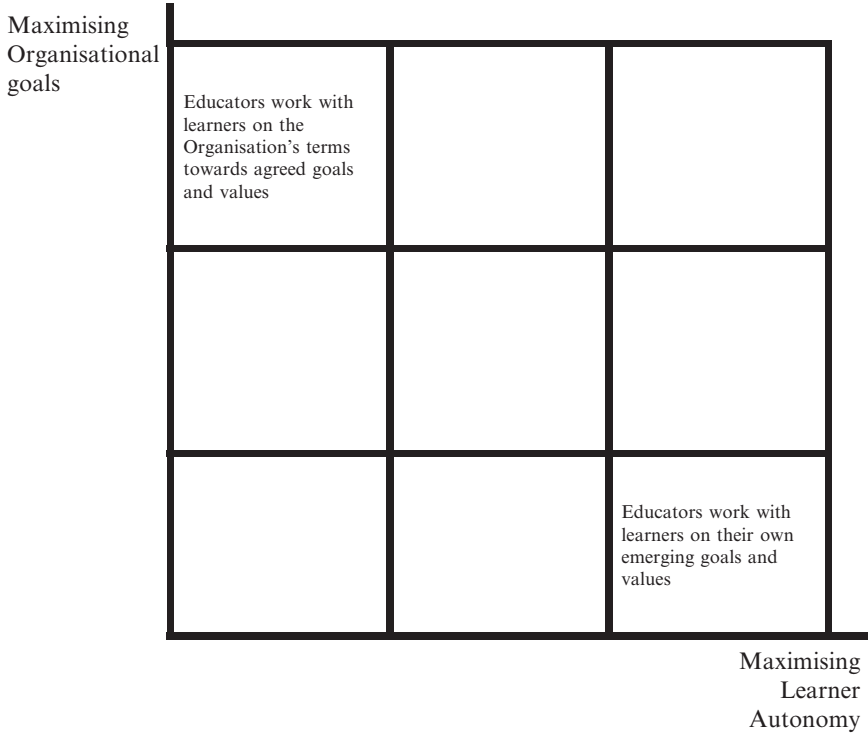 Maximising
Organisational
goals
Educators work with
learners on the
Organisation's terms
towards agreed goals
and values
Educators work with
learners on their own
emerging goals and
values
Maximising
Learner
Autonomy